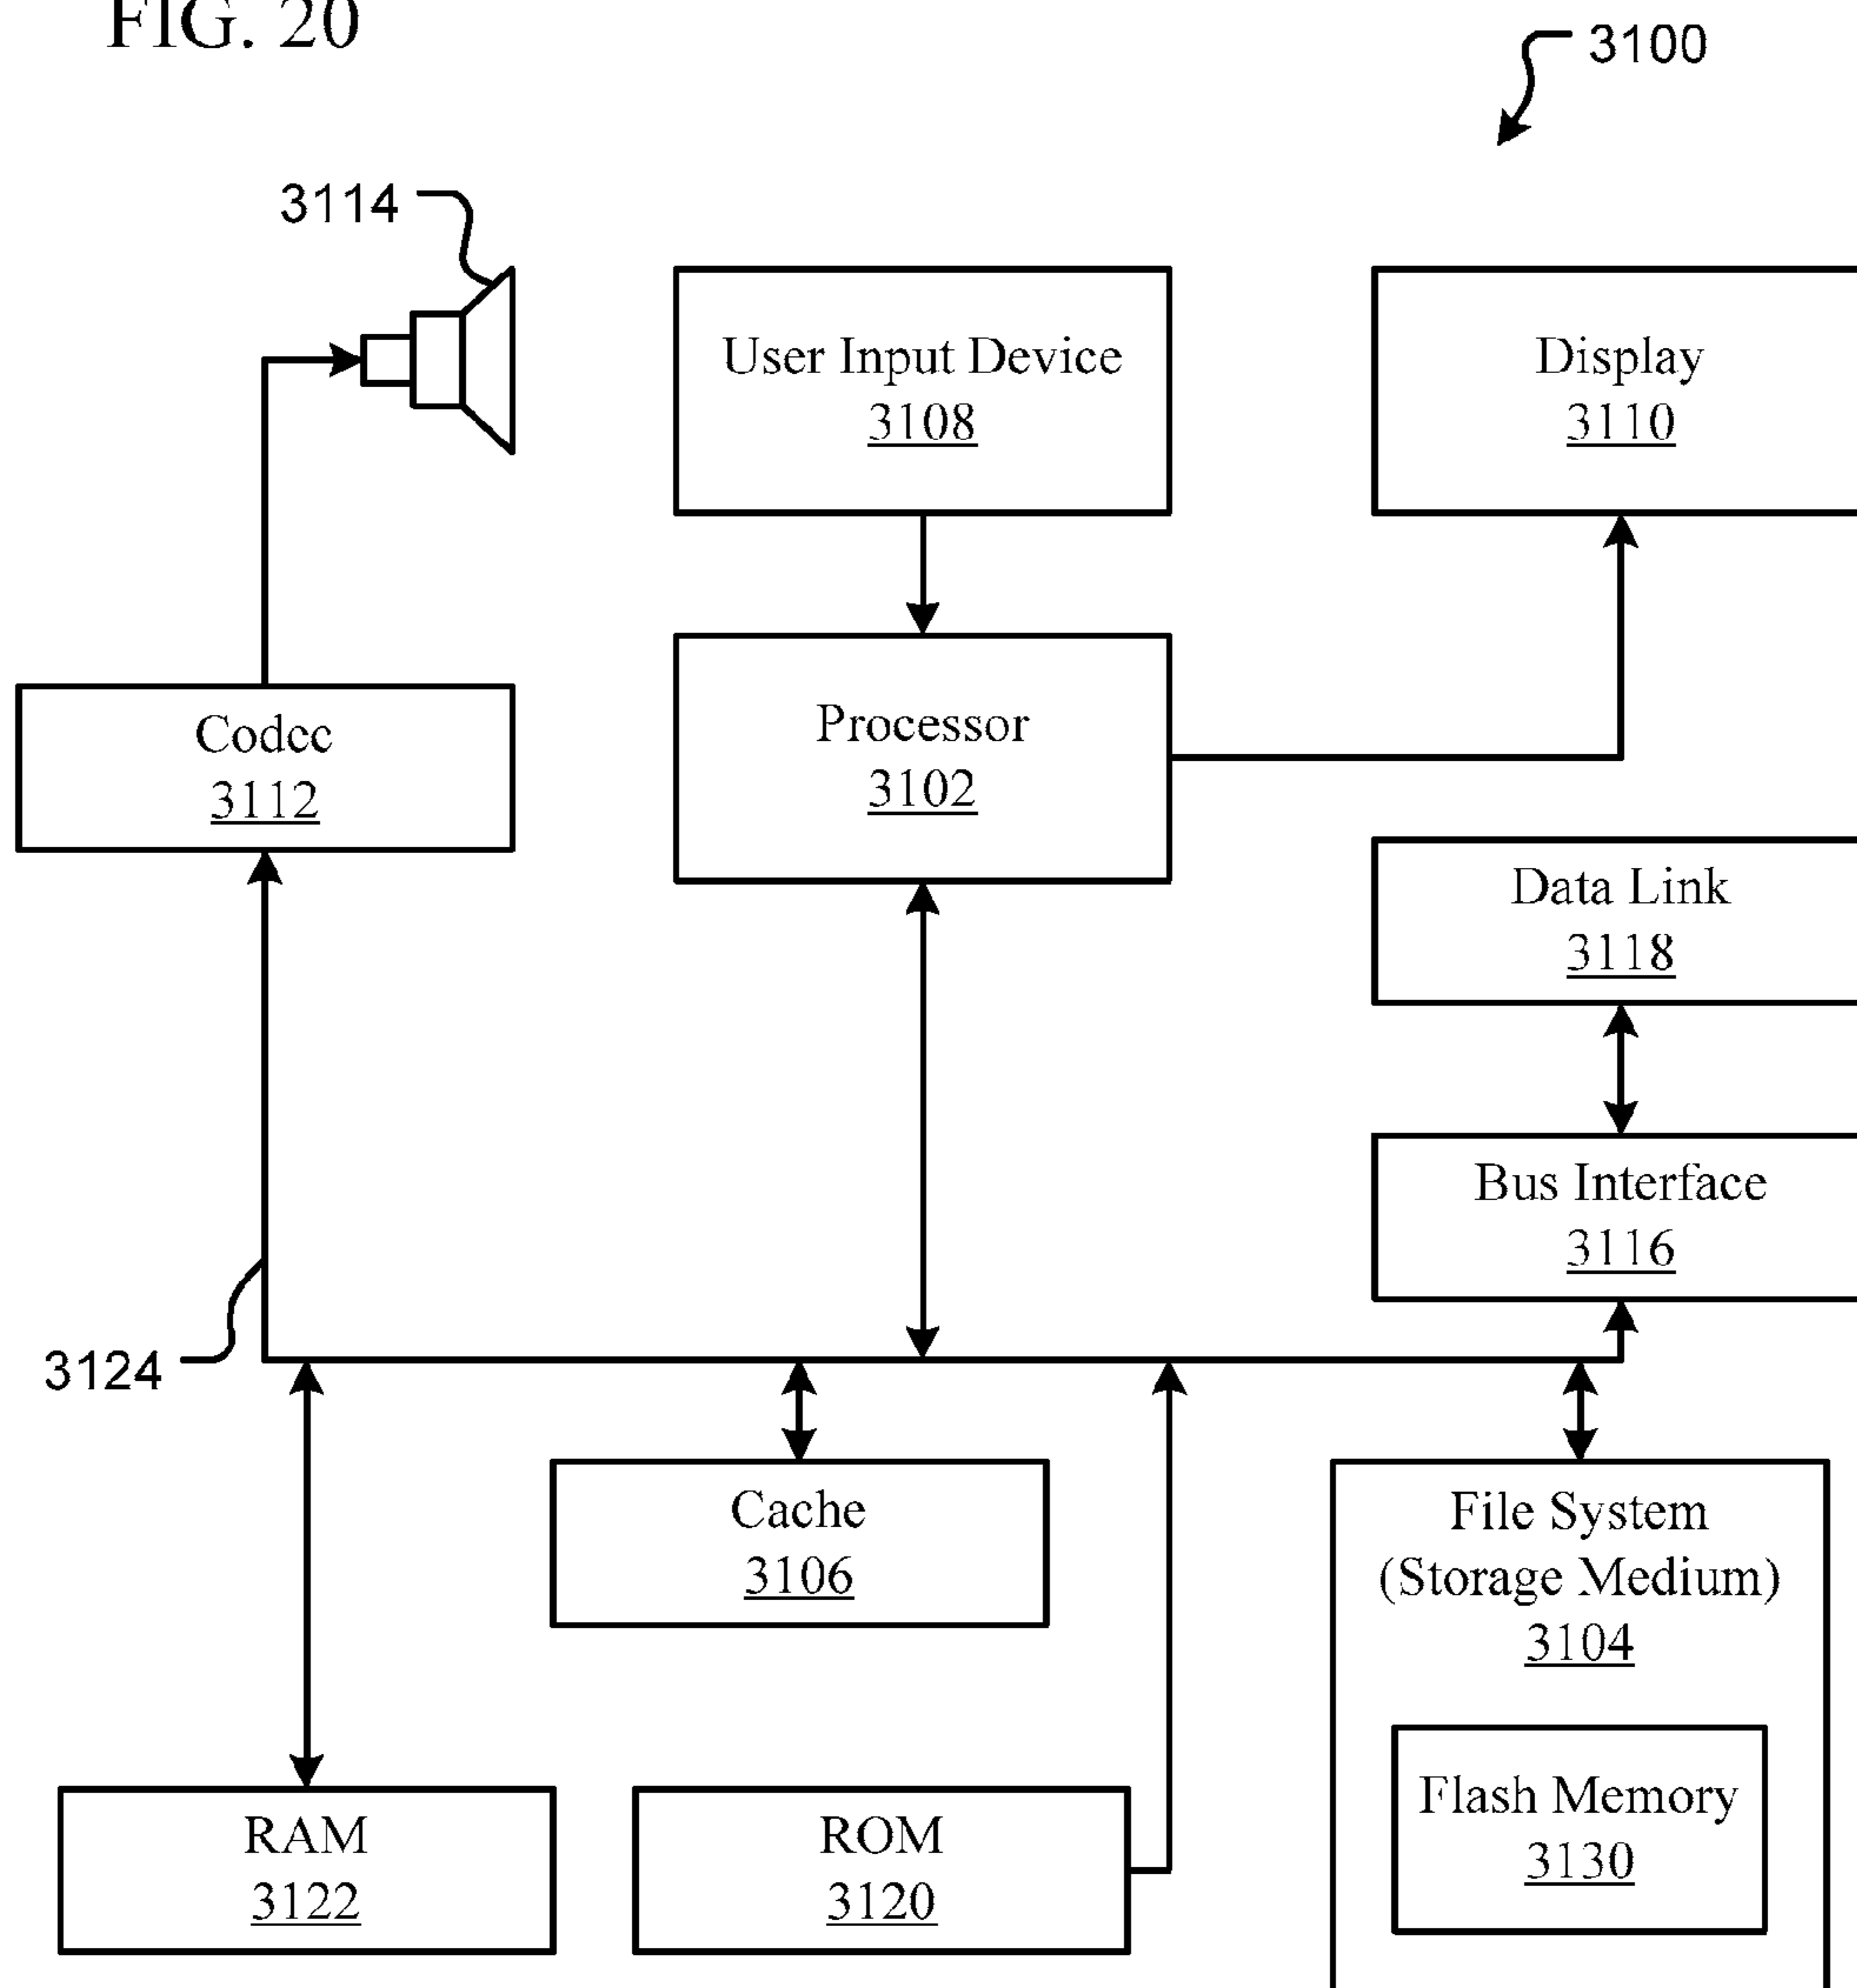 FIG. 20
3100
3114
User Input Device
3108
Display
3110
Codec
3112
Processor
3102
Data Link
3118
Bus Interface
3116
3124
Cache
3106
File System
(Storage Medium)
3104
Flash Memory
3130
RAM
3122
ROM
3120